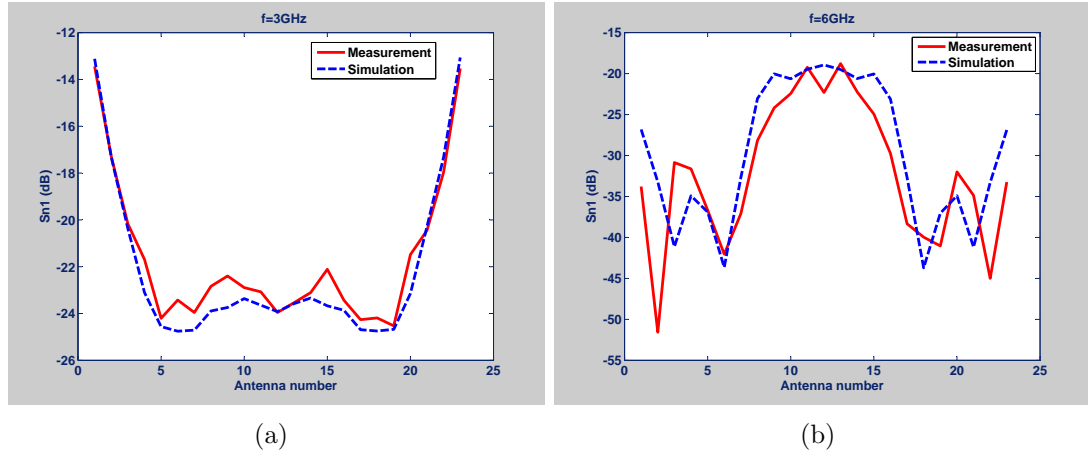 f=3GHz
-12
-14
-16
-18
-20
-22
-24
-26
Sn1 (dB)
0
5
10
15
20
25
Antenna number
Measurement
Simulation
(a)
f=6GHz
-15
-20
-25
-30
-35
-40
-45
-50
-55
Sn1 (dB)
0
5
10
15
20
25
Antenna number
Measurement
Simulation
(b)